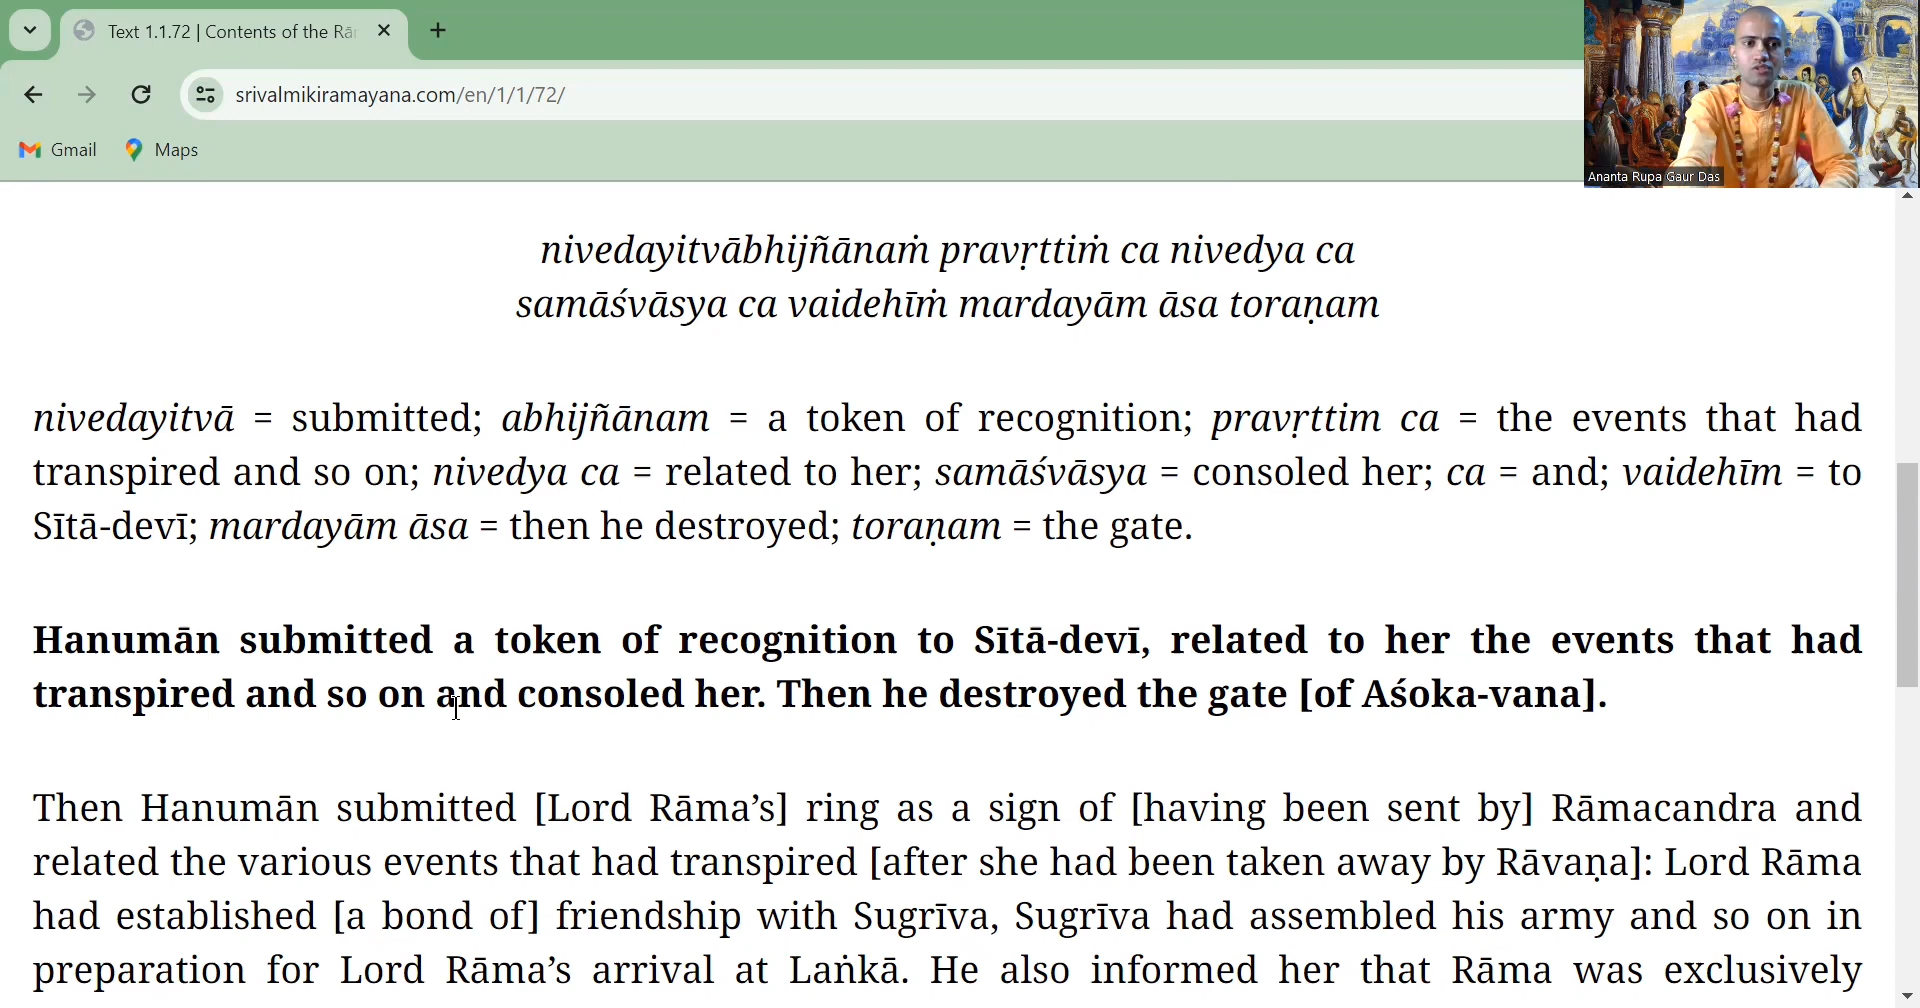 Text 1.1.72 | Contents of the Rā
srivalmikiramayana.com/en/1/1/72/
Gmail
Maps
Ananta Rupa Gaur Das
nivedayitvābhijñānaṁ pravṛttiṁ ca nivedya ca
samāśvāsya ca vaidehīṁ mardayām āsa toraṇam
nivedayitvā = submitted; abhijñānam = a token of recognition; pravṛttim ca = the events that had
transpired and so on; nivedya ca = related to her; samāśvāsya = consoled her; ca = and; vaidehīm = to
Sītā-devī; mardayām āsa = then he destroyed; toraṇam = the gate.
Hanumān submitted a token of recognition to Sītā-devī, related to her the events that had
transpired and so on and consoled her. Then he destroyed the gate [of Aśoka-vana].
Then Hanumān submitted [Lord Rāma’s] ring as a sign of [having been sent by] Rāmacandra and
related the various events that had transpired [after she had been taken away by Rāvaṇa]: Lord Rāma
had established [a bond of] friendship with Sugrīva, Sugrīva had assembled his army and so on in
preparation for Lord Rāma’s arrival at Laṅkā. He also informed her that Rāma was exclusively